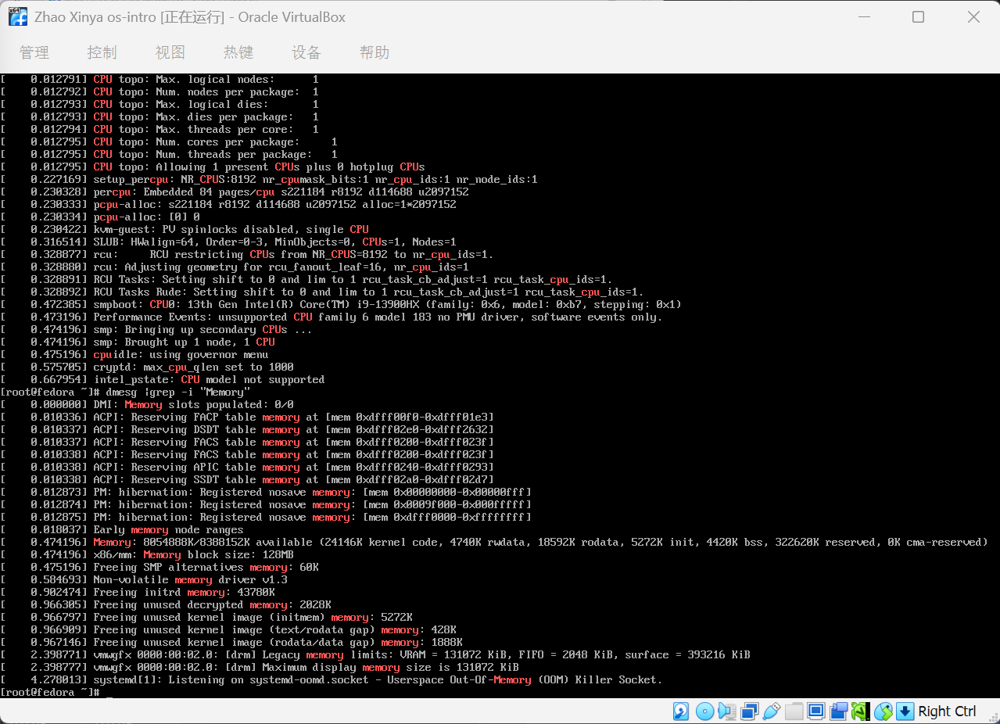 Zhao Xinya os-intro [正在运行] - Oracle VirtualBox
管理 控制 视图 热键 设备 帮助
[    0.012791] CPU topo: Max. logical nodes:      1
[    0.012792] CPU topo: Num. nodes per package:  1
[    0.012793] CPU topo: Max. logical dies:       1
[    0.012793] CPU topo: Max. dies per package:   1
[    0.012794] CPU topo: Max. threads per core:   1
[    0.012795] CPU topo: Num. cores per package:     1
[    0.012795] CPU topo: Num. threads per package:   1
[    0.012795] CPU topo: Allowing 1 present CPUs plus 0 hotplug CPUs
[    0.227169] setup_percpu: NR_CPUS:8192 nr_cpumask_bits:1 nr_cpu_ids:1 nr_node_ids:1
[    0.230328] percpu: Embedded 84 pages/cpu s221184 r8192 d114688 u2097152
[    0.230333] pcpu-alloc: s221184 r8192 d114688 u2097152 alloc=1*2097152
[    0.230334] pcpu-alloc: [0] 0
[    0.230422] kvm-guest: PV spinlocks disabled, single CPU
[    0.316514] SLUB: HWalign=64, Order=0-3, MinObjects=0, CPUs=1, Nodes=1
[    0.328877] rcu:     RCU restricting CPUs from NR_CPUS=8192 to nr_cpu_ids=1.
[    0.328880] rcu: Adjusting geometry for rcu_fanout_leaf=16, nr_cpu_ids=1
[    0.328891] RCU Tasks: Setting shift to 0 and lim to 1 rcu_task_cb_adjust=1 rcu_task_cpu_ids=1.
[    0.328892] RCU Tasks Rude: Setting shift to 0 and lim to 1 rcu_task_cb_adjust=1 rcu_task_cpu_ids=1.
[    0.472385] smpboot: CPU0: 13th Gen Intel(R) Core(TM) i9-13900HX (family: 0x6, model: 0xb7, stepping: 0x1)
[    0.473196] Performance Events: unsupported CPU family 6 model 183 no PMU driver, software events only.
[    0.474196] smp: Bringing up secondary CPUs ...
[    0.474196] smp: Brought up 1 node, 1 CPU
[    0.475196] cpuidle: using governor menu
[    0.575705] cryptd: max_cpu_qlen set to 1000
[    0.667954] intel_pstate: CPU model not supported
[root@fedora ~]# dmesg |grep -i "Memory"
[    0.000000] DMI: Memory slots populated: 0/0
[    0.010336] ACPI: Reserving FACP table memory at [mem 0xdfff00f0-0xdfff01e3]
[    0.010337] ACPI: Reserving DSDT table memory at [mem 0xdfff02e0-0xdfff2632]
[    0.010337] ACPI: Reserving FACS table memory at [mem 0xdfff0200-0xdfff023f]
[    0.010338] ACPI: Reserving FACS table memory at [mem 0xdfff0200-0xdfff023f]
[    0.010338] ACPI: Reserving APIC table memory at [mem 0xdfff0240-0xdfff0293]
[    0.010338] ACPI: Reserving SSDT table memory at [mem 0xdfff02a0-0xdfff02d7]
[    0.012873] PM: hibernation: Registered nosave memory: [mem 0x00000000-0x00000fff]
[    0.012874] PM: hibernation: Registered nosave memory: [mem 0x0009f000-0x000fffff]
[    0.012875] PM: hibernation: Registered nosave memory: [mem 0xdfff0000-0xffffffff]
[    0.018037] Early memory node ranges
[    0.474196] Memory: 8054888K/8388152K available (24146K kernel code, 4740K rwdata, 18592K rodata, 5272K init, 4420K bss, 322620K reserved, 0K cma-reserved)
[    0.474196] x86/mm: Memory block size: 128MB
[    0.475196] Freeing SMP alternatives memory: 60K
[    0.584693] Non-volatile memory driver v1.3
[    0.902474] Freeing initrd memory: 43780K
[    0.966305] Freeing unused decrypted memory: 2028K
[    0.966797] Freeing unused kernel image (initmem) memory: 5272K
[    0.966909] Freeing unused kernel image (text/rodata gap) memory: 428K
[    0.967146] Freeing unused kernel image (rodata/data gap) memory: 1888K
[    2.398771] vmwgfx 0000:00:02.0: [drm] Legacy memory limits: VRAM = 131072 KiB, FIFO = 2048 KiB, surface = 393216 KiB
[    2.398777] vmwgfx 0000:00:02.0: [drm] Maximum display memory size is 131072 KiB
[    4.278013] systemd[1]: Listening on systemd-oomd.socket - Userspace Out-Of-Memory (OOM) Killer Socket.
[root@fedora ~]# _
Right Ctrl